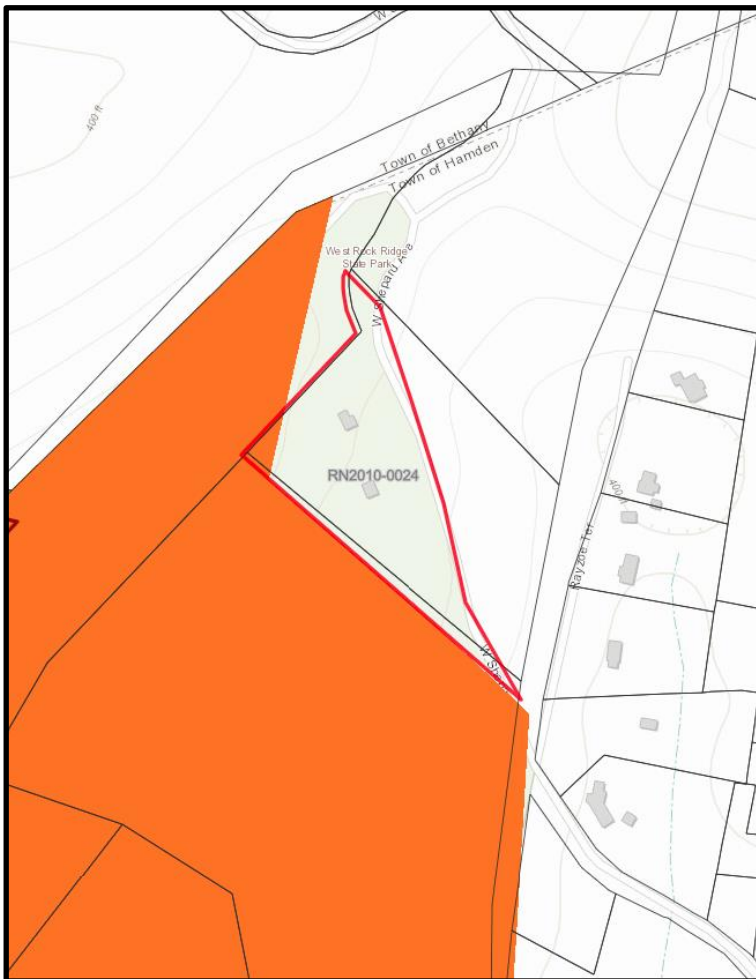 400 ft
Town of Bethany
Town of Hamden
West Rock Ridge
State Park
W Shepard Ave
RN2010-0024
400 ft
Rayzoe Ter